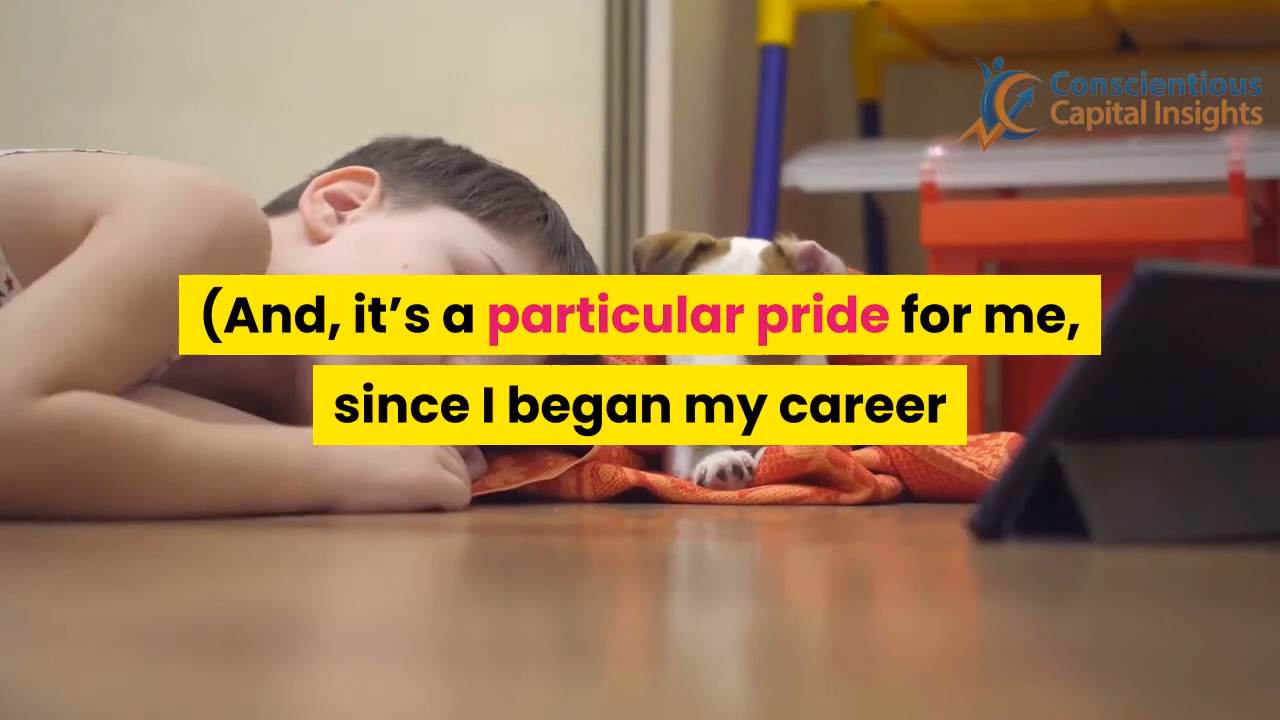 Conscientious
Capital Insights
(And, it’s a particular pride for me,
since I began my career